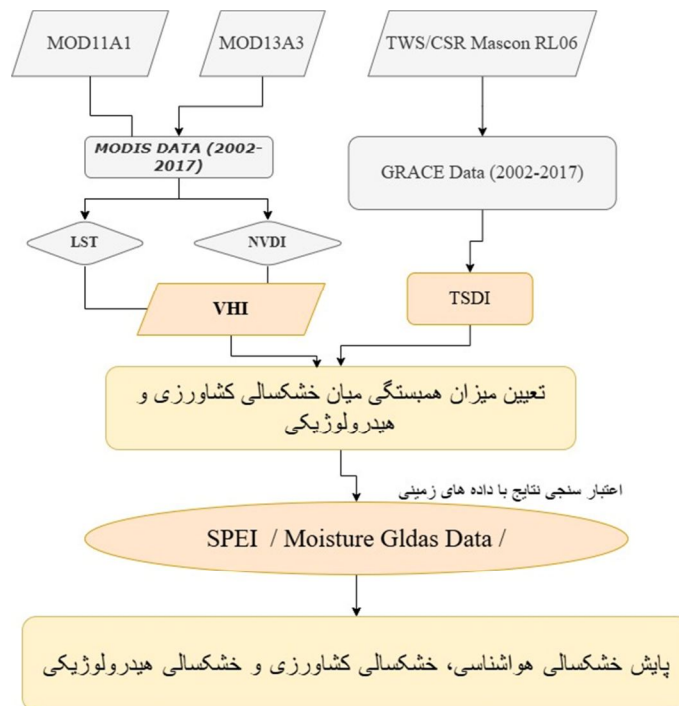 MOD11A1
MOD13A3
TWS/CSR Mascon RL06
MODIS DATA (2002-
2017)
GRACE Data (2002-2017)
LST
NVDI
VHI
TSDI
تعیین میزان همبستگی میان خشکسالی کشاورزی و
هیدرولوژیکی
اعتبار سنجی نتایج با داده های زمینی
SPEI / Moisture Gldas Data /
پایش خشکسالی هواشناسی، خشکسالی کشاورزی و خشکسالی هیدرولوژیکی